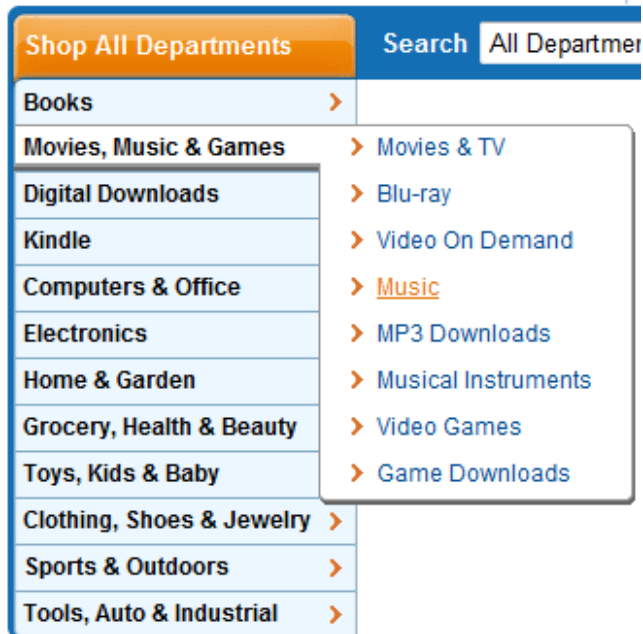 Shop All Departments
Search
All Departmen
Books
Movies, Music & Games
Digital Downloads
Kindle
Computers & Office
Electronics
Home & Garden
Grocery, Health & Beauty
Toys, Kids & Baby
Clothing, Shoes & Jewelry
Sports & Outdoors
Tools, Auto & Industrial
Movies & TV
Blu-ray
Video On Demand
Music
MP3 Downloads
Musical Instruments
Video Games
Game Downloads